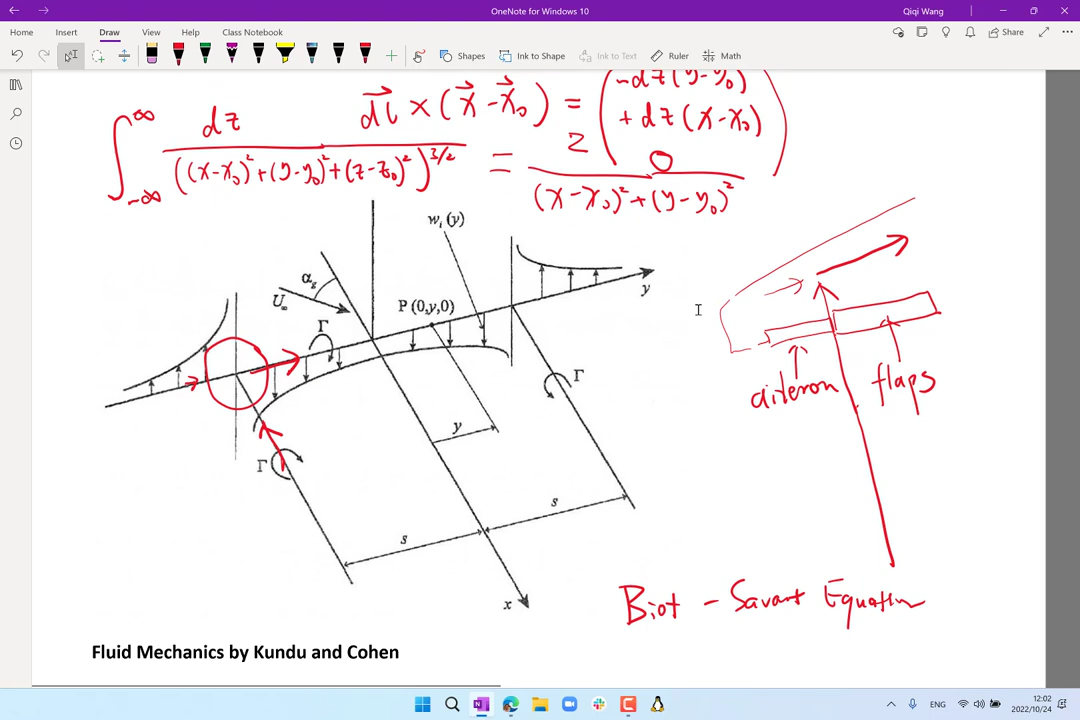 OneNote for Windows 10
Qiqi Wang
Home Insert Draw View Help Class Notebook
Share
Shapes Ink to Shape Ink to Text Ruler Math
∫_{-∞}^{∞} dz / ((x-x₀)²+(y-y₀)²+(z-z₀)²)^{3/2} = 2 / ((x-x₀)²+(y-y₀)²)
dl × (x - x₀) = ( -dz(y-y₀)
+ dz(x-x₀)
0 )
wᵢ(y)
U∞
P (0,y,0)
y
Γ
Γ
Γ
y
s
s
x
aileron flaps
Biot - Savart Equation
Fluid Mechanics by Kundu and Cohen
ENG
12:02
2022/10/24